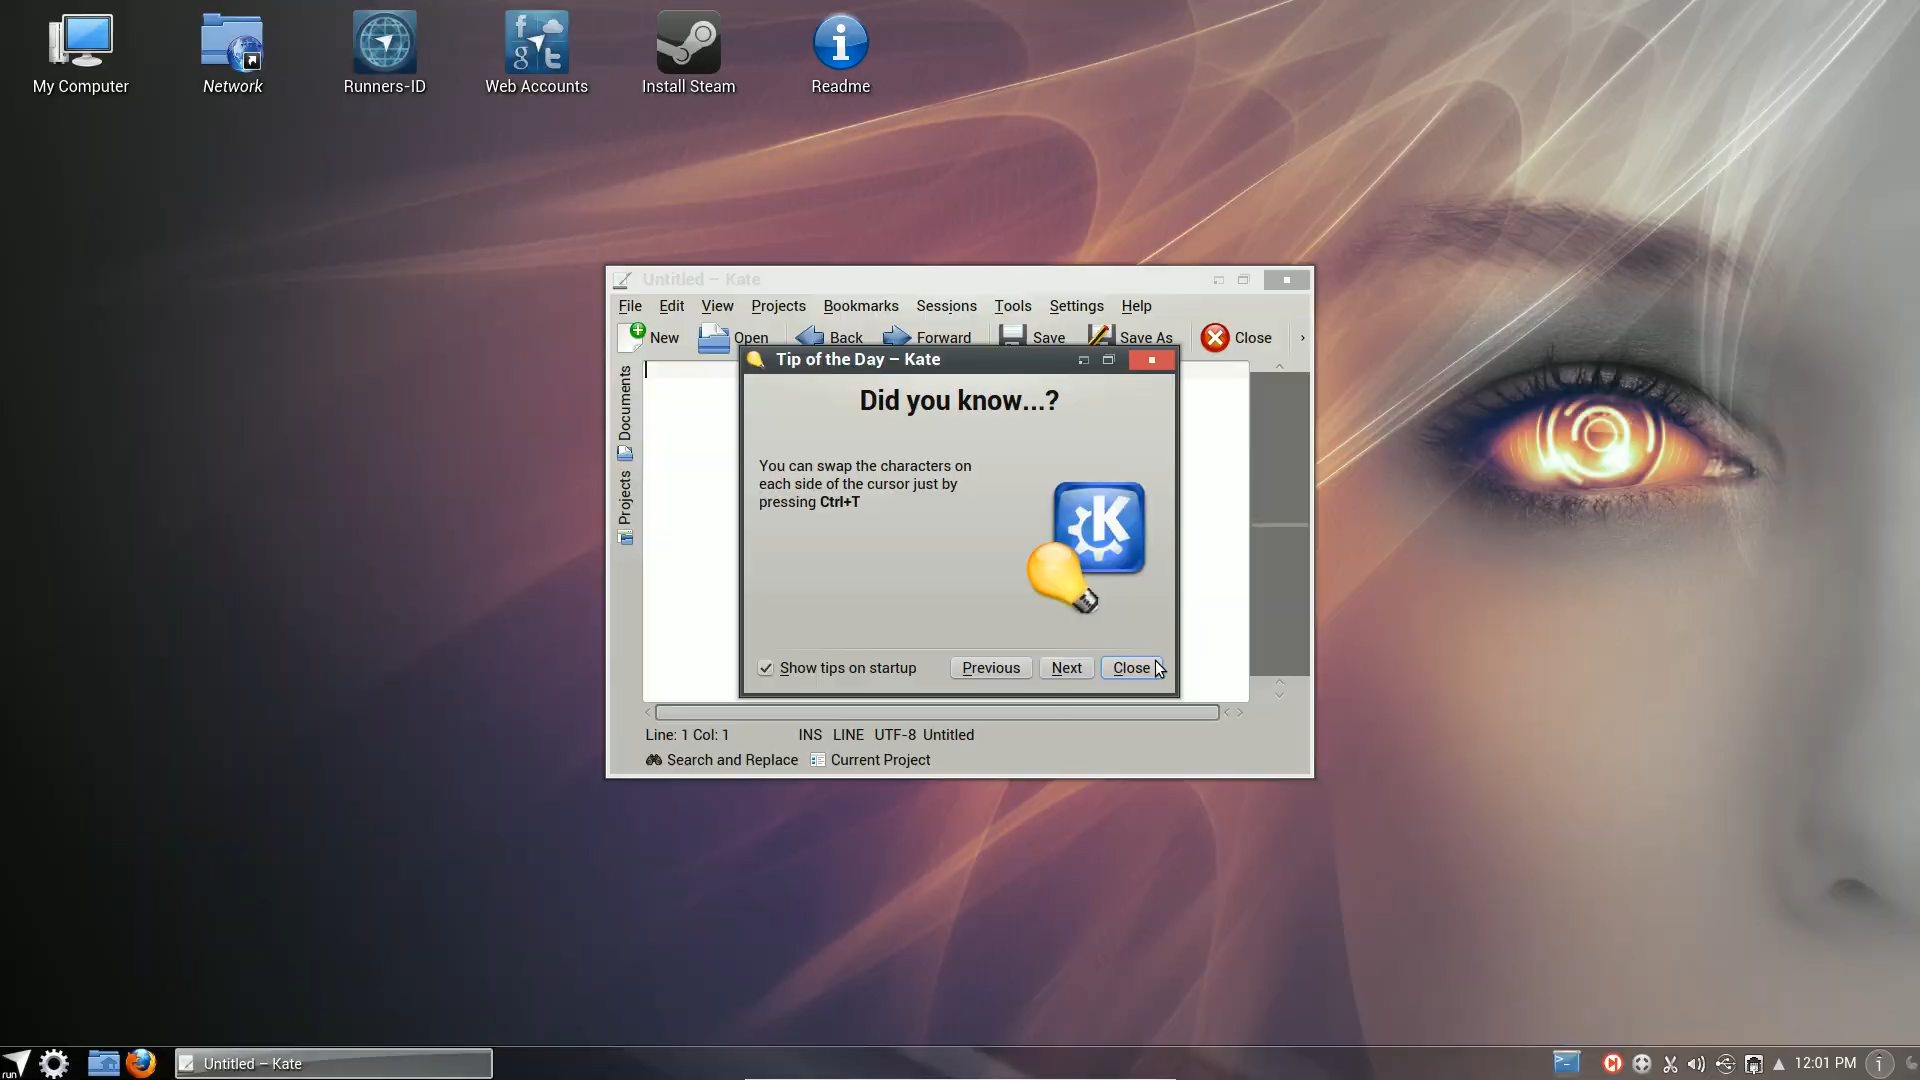 My Computer
Network
Runners-ID
Web Accounts
Install Steam
Readme
Untitled – Kate
File Edit View Projects Bookmarks Sessions Tools Settings Help
New Open Back Forward Save Save As Close
Documents
Projects
Tip of the Day – Kate
Did you know...?
You can swap the characters on
each side of the cursor just by
pressing Ctrl+T
Show tips on startup Previous Next Close
Line: 1 Col: 1 INS LINE UTF-8 Untitled
Search and Replace Current Project
run
Untitled – Kate
12:01 PM